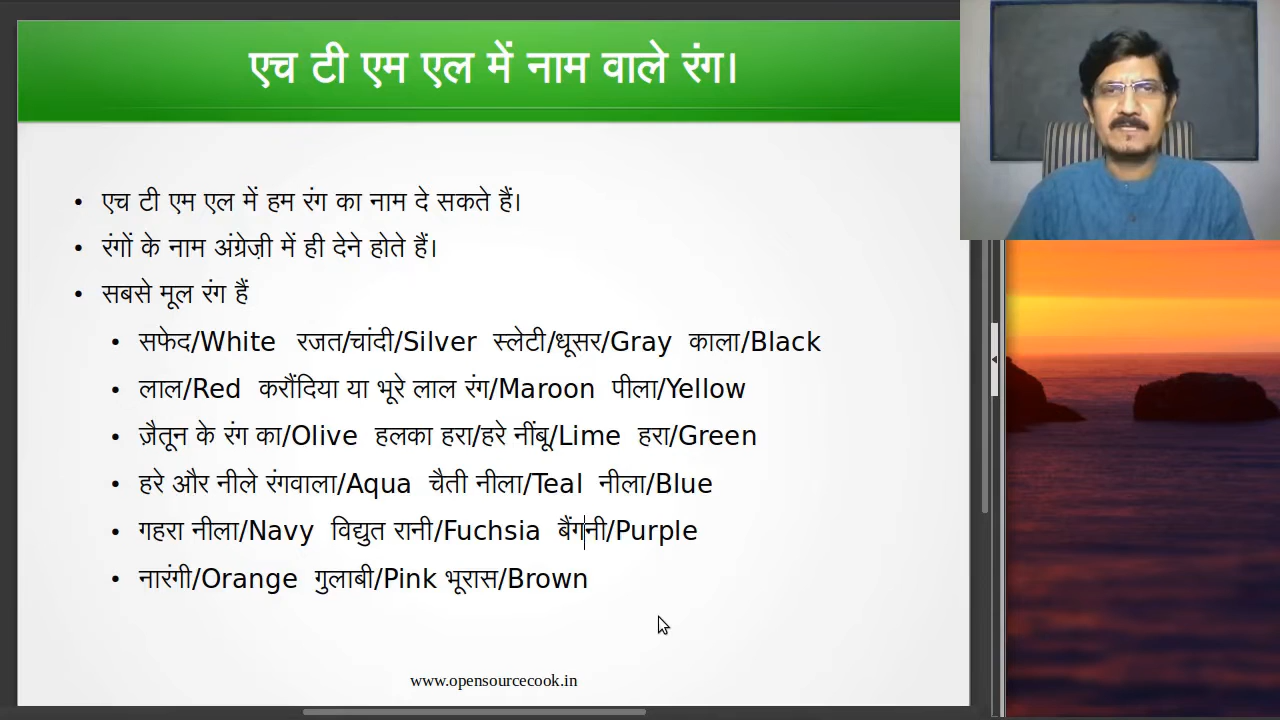 एच टी एम एल में नाम वाले रंग।
एच टी एम एल में हम रंग का नाम दे सकते हैं।
रंगों के नाम अंग्रेज़ी में ही देने होते हैं।
सबसे मूल रंग हैं
सफेद/White रजत/चांदी/Silver स्लेटी/धूसर/Gray काला/Black
लाल/Red करौंदिया या भूरे लाल रंग/Maroon पीला/Yellow
ज़ैतून के रंग का/Olive हलका हरा/हरे नींबू/Lime हरा/Green
हरे और नीले रंगवाला/Aqua चैती नीला/Teal नीला/Blue
गहरा नीला/Navy विद्युत रानी/Fuchsia बैंगनी/Purple
नारंगी/Orange गुलाबी/Pink भूरास/Brown
www.opensourcecook.in